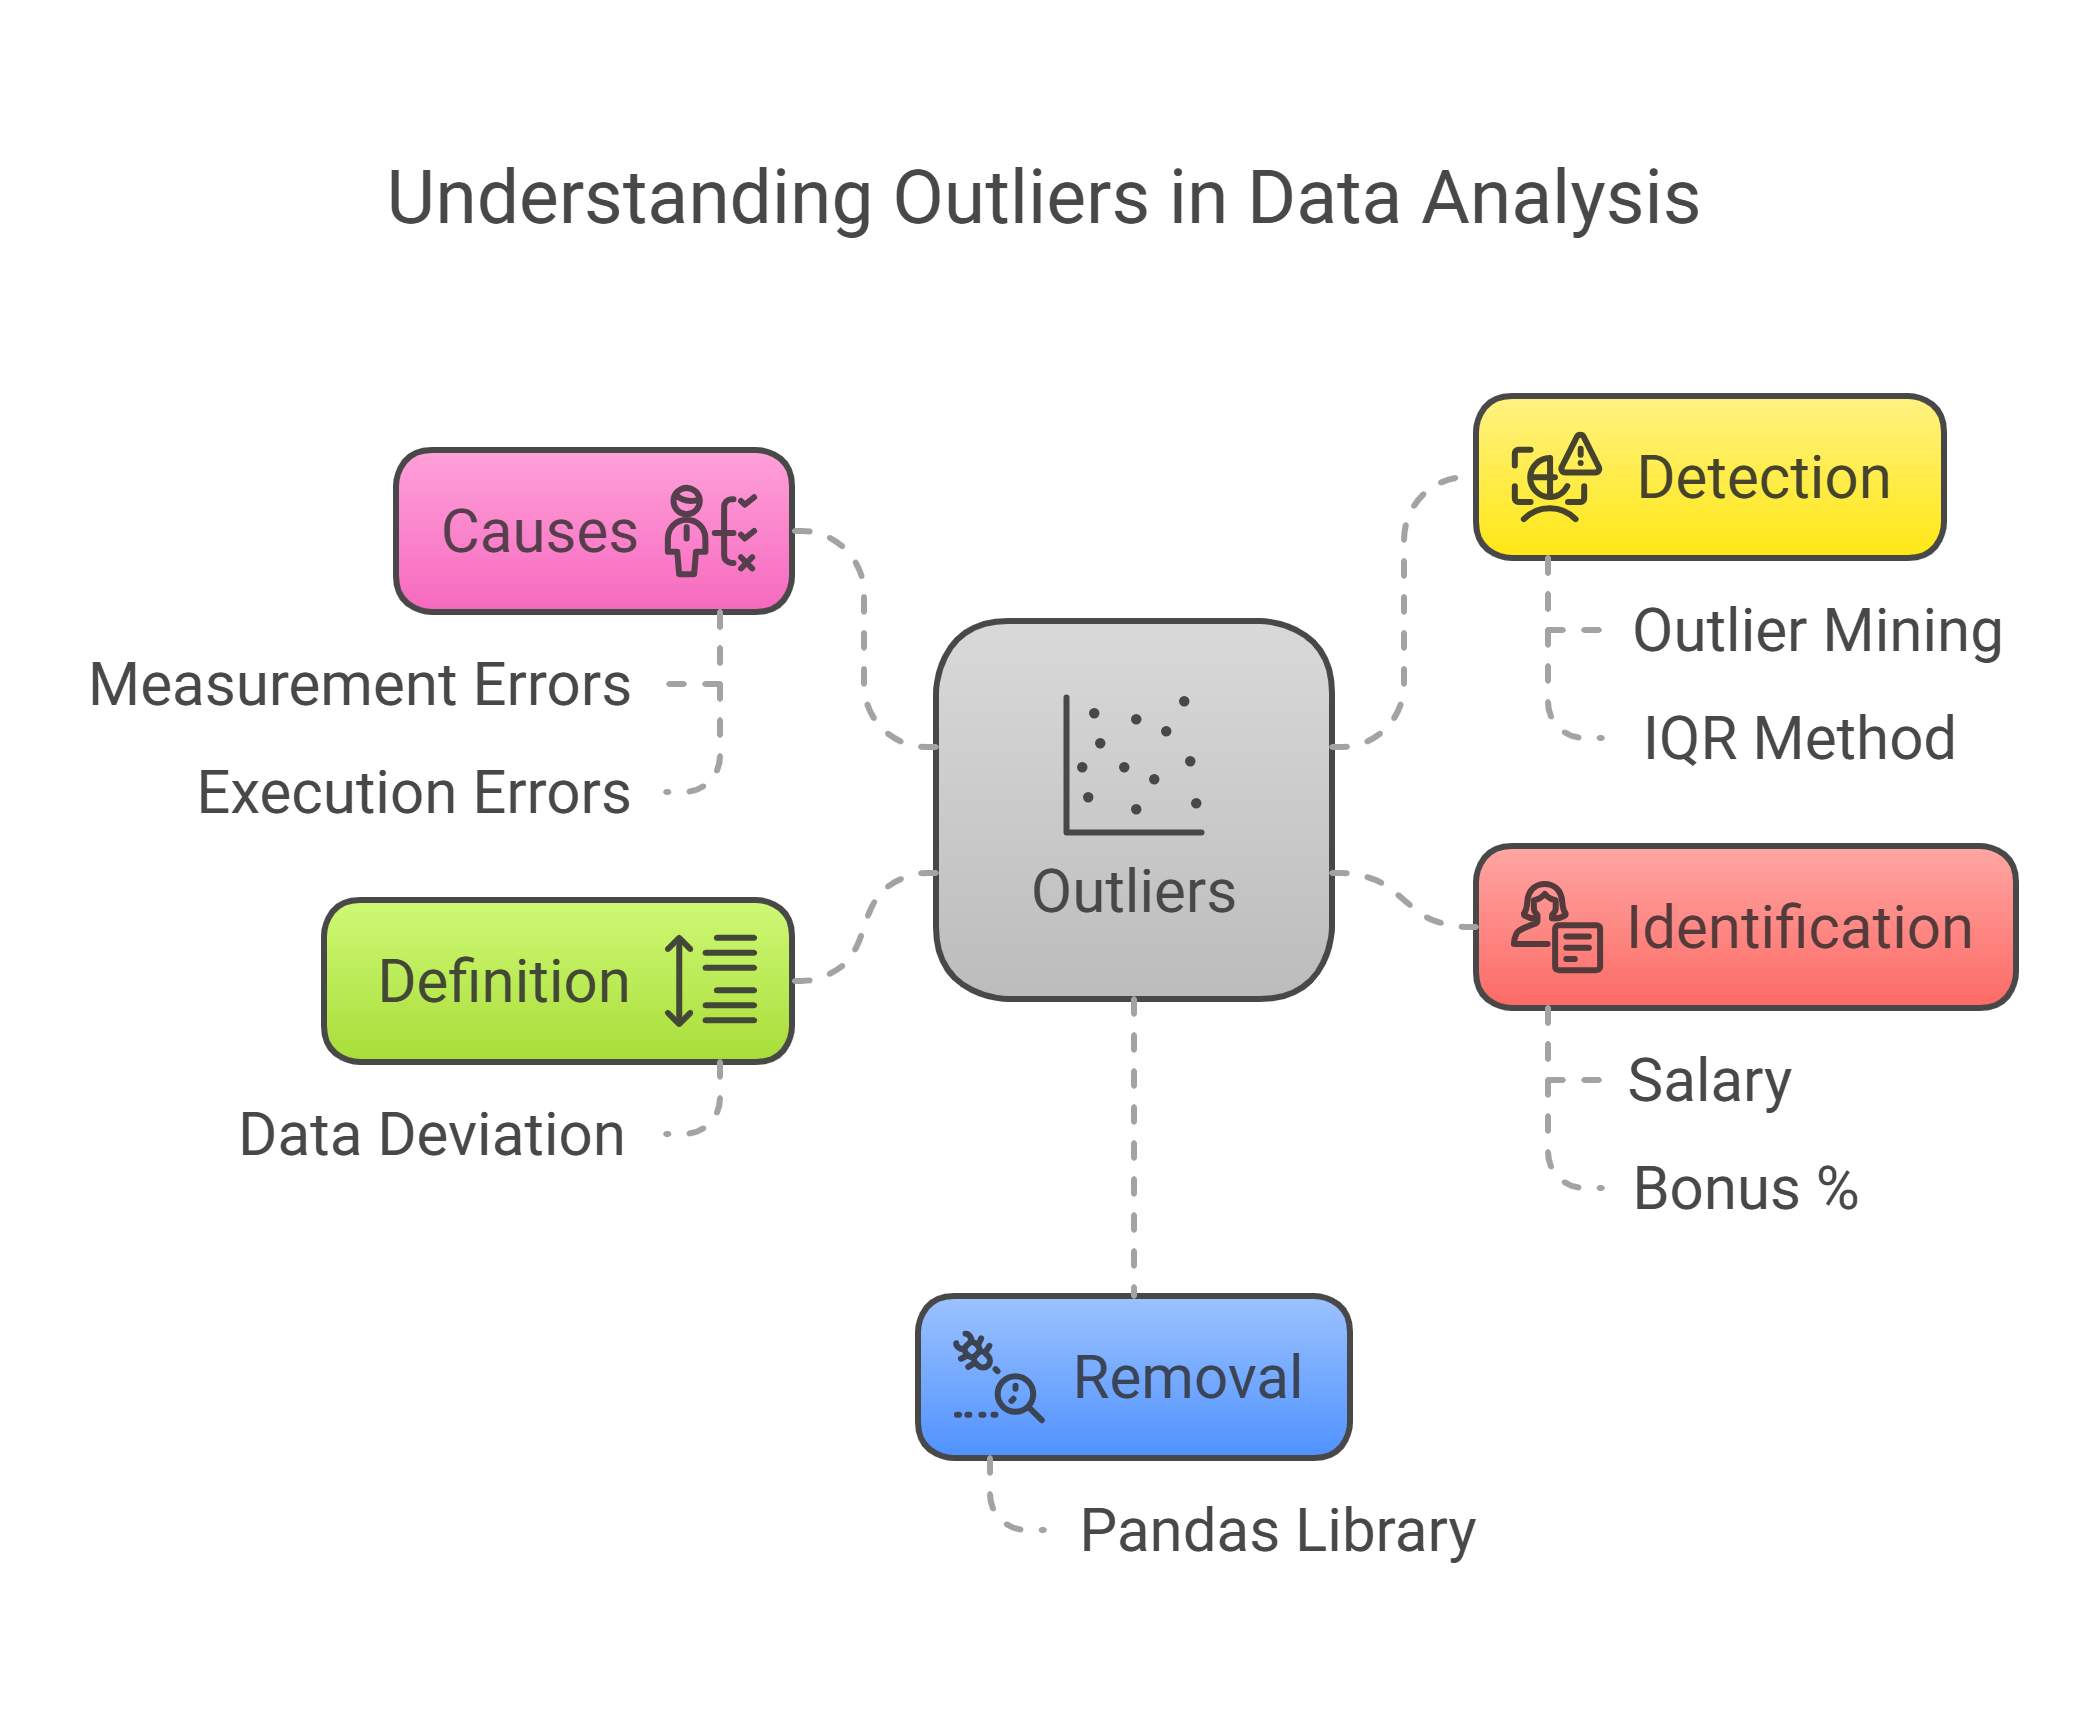 Understanding Outliers in Data Analysis
Causes
Measurement Errors
Execution Errors
Definition
Data Deviation
Outliers
Detection
Outlier Mining
IQR Method
Identification
Salary
Bonus %
Removal
Pandas Library